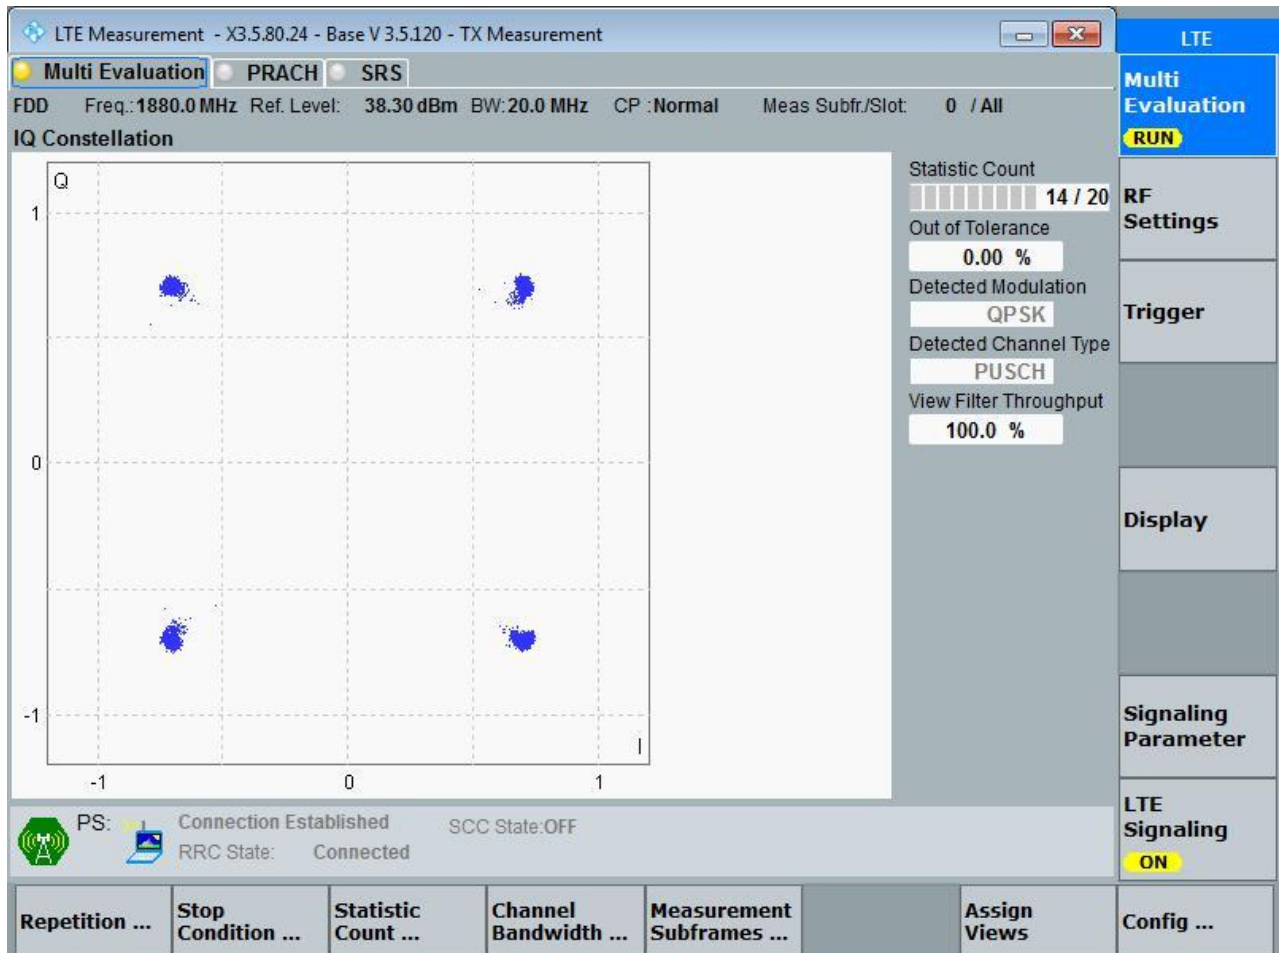 LTE Measurement - X3.5.80.24 - Base V 3.5.120 - TX Measurement
LTE
Multi Evaluation PRACH SRS
FDD Freq.:1880.0 MHz Ref. Level: 38.30 dBm BW:20.0 MHz CP :Normal Meas Subfr./Slot: 0 / All
IQ Constellation
Q
1
0
-1
I
-1 0 1
Statistic Count
14 / 20
Out of Tolerance
0.00 %
Detected Modulation
QPSK
Detected Channel Type
PUSCH
View Filter Throughput
100.0 %
Multi
Evaluation
RUN
RF
Settings
Trigger
Display
Signaling
Parameter
LTE
Signaling
ON
PS: Connection Established SCC State:OFF
RRC State: Connected
Repetition ...
Stop
Condition ...
Statistic
Count ...
Channel
Bandwidth ...
Measurement
Subframes ...
Assign
Views
Config ...